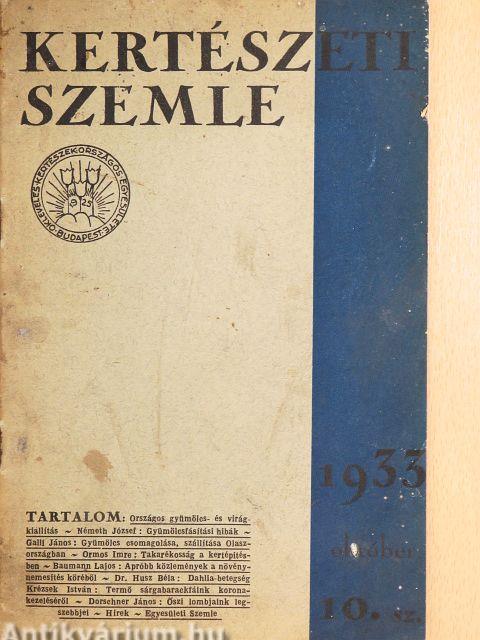 KERTÉSZETI
SZEMLE
OKLEVELES·KERTÉSZEK·ORSZÁGOS·EGYESÜLETE·BUDAPEST·
1925
1933
október
10. sz.
TARTALOM: Országos gyümölcs- és virág-
kiállítás ~ Németh József : Gyümölcsfásítási hibák ~
Galli János : Gyümölcs csomagolása, szállítása Olasz-
országban ~ Ormos Imre : Takarékosság a kertépítés-
ben ~ Baumann Lajos : Apróbb közlemények a növény-
nemesítés köréből ~ Dr. Husz Béla : Dahlia-betegség
Krézsek István : Termő sárgabarackfáink korona-
kezeléséről ~ Dorschner János : Őszi lombjaink leg-
szebbjei ~ Hírek ~ Egyesületi Szemle
Antikvarium.hu